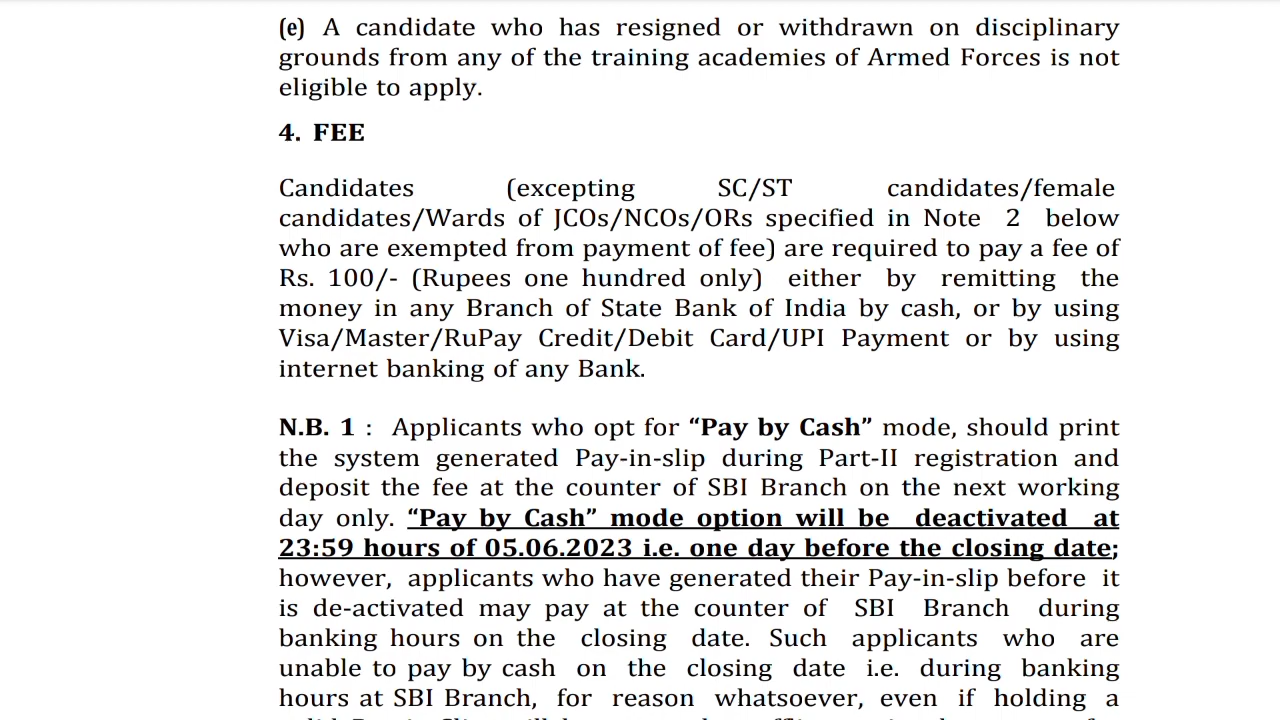 (e) A candidate who has resigned or withdrawn on disciplinary
grounds from any of the training academies of Armed Forces is not
eligible to apply.
4. FEE
Candidates (excepting SC/ST candidates/female
candidates/Wards of JCOs/NCOs/ORs specified in Note 2 below
who are exempted from payment of fee) are required to pay a fee of
Rs. 100/- (Rupees one hundred only) either by remitting the
money in any Branch of State Bank of India by cash, or by using
Visa/Master/RuPay Credit/Debit Card/UPI Payment or by using
internet banking of any Bank.
N.B. 1 : Applicants who opt for “Pay by Cash” mode, should print
the system generated Pay-in-slip during Part-II registration and
deposit the fee at the counter of SBI Branch on the next working
day only. “Pay by Cash” mode option will be deactivated at
23:59 hours of 05.06.2023 i.e. one day before the closing date;
however, applicants who have generated their Pay-in-slip before it
is de-activated may pay at the counter of SBI Branch during
banking hours on the closing date. Such applicants who are
unable to pay by cash on the closing date i.e. during banking
hours at SBI Branch, for reason whatsoever, even if holding a